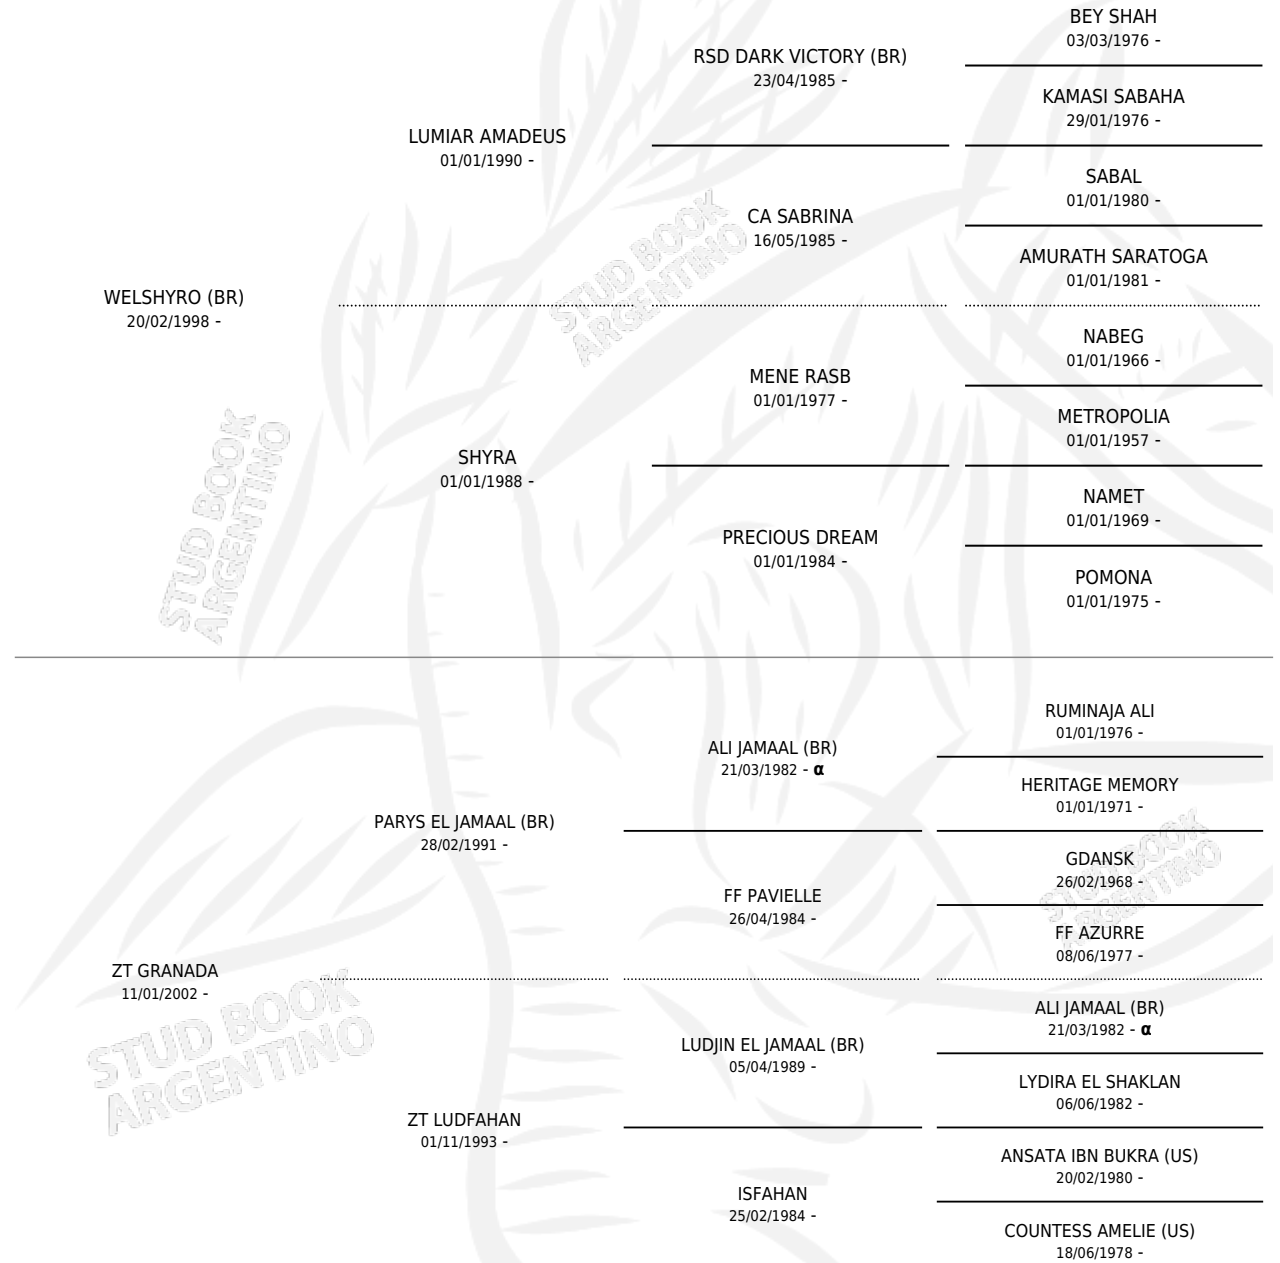 BEY SHAH
03/03/1976 -
RSD DARK VICTORY (BR)
23/04/1985 -
KAMASI SABAHA
29/01/1976 -
LUMIAR AMADEUS
01/01/1990 -
SABAL
01/01/1980 -
CA SABRINA
16/05/1985 -
AMURATH SARATOGA
01/01/1981 -
WELSHYRO (BR)
20/02/1998 -
NABEG
01/01/1966 -
MENE RASB
01/01/1977 -
METROPOLIA
01/01/1957 -
SHYRA
01/01/1988 -
NAMET
01/01/1969 -
PRECIOUS DREAM
01/01/1984 -
POMONA
01/01/1975 -
RUMINAJA ALI
01/01/1976 -
ALI JAMAAL (BR)
21/03/1982 - α
HERITAGE MEMORY
01/01/1971 -
PARYS EL JAMAAL (BR)
28/02/1991 -
GDANSK
26/02/1968 -
FF PAVIELLE
26/04/1984 -
FF AZURRE
08/06/1977 -
ZT GRANADA
11/01/2002 -
ALI JAMAAL (BR)
21/03/1982 - α
LUDJIN EL JAMAAL (BR)
05/04/1989 -
LYDIRA EL SHAKLAN
06/06/1982 -
ZT LUDFAHAN
01/11/1993 -
ANSATA IBN BUKRA (US)
20/02/1980 -
ISFAHAN
25/02/1984 -
COUNTESS AMELIE (US)
18/06/1978 -
STUD BOOK
ARGENTINO
STUD BOOK
ARGENTINO
STUD BOOK
ARGENTINO
STUD BOOK
ARGENTINO